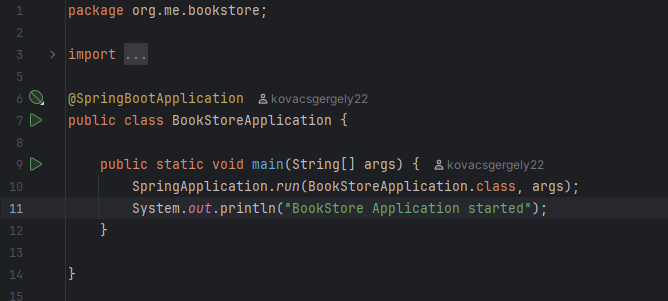 1 package org.me.bookstore;
2
3 import ...
5
6 @SpringBootApplication kovacsgergely22
7 public class BookStoreApplication {
8
9 public static void main(String[] args) { kovacsgergely22
10 SpringApplication.run(BookStoreApplication.class, args);
11 System.out.println("BookStore Application started");
12 }
13
14 }
15